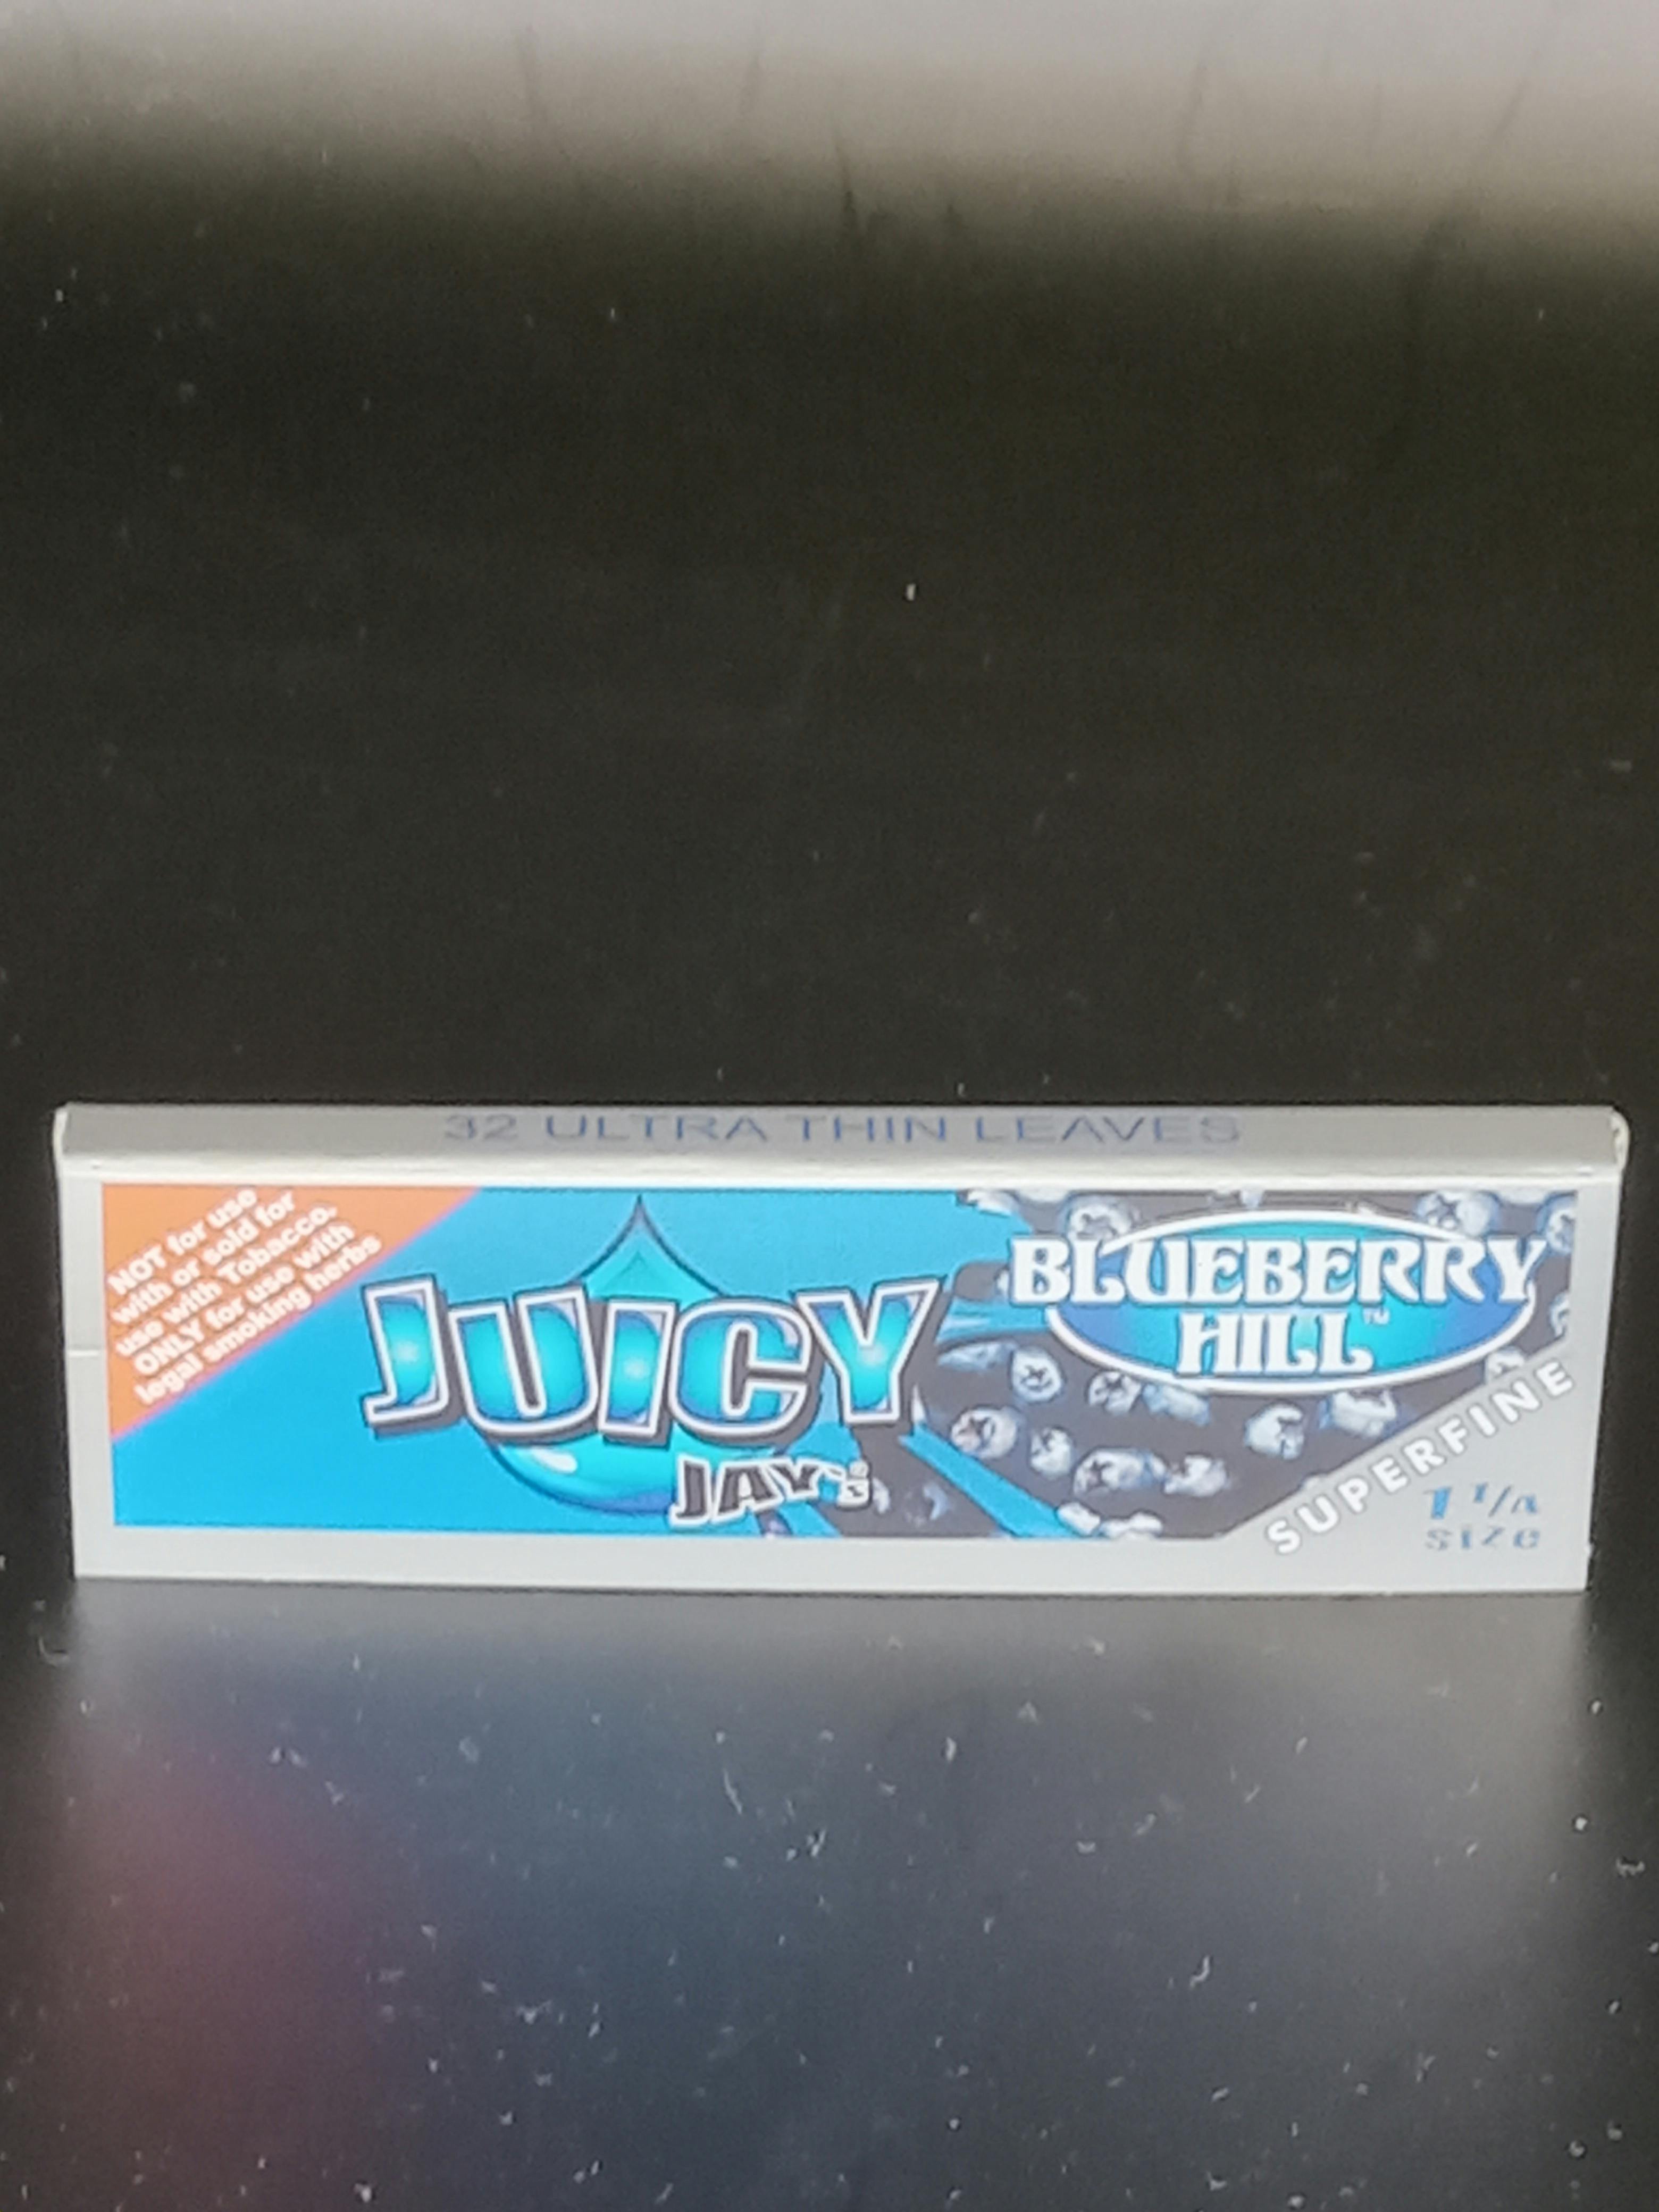 32 ULTRA THIN LEAVES
NOT for use
with or sold for
use with Tobacco.
ONLY for use with
legal smoking herbs
JUICY
JAY'S
BLUEBERRY
HILL™
SUPERFINE
1 1/4
size